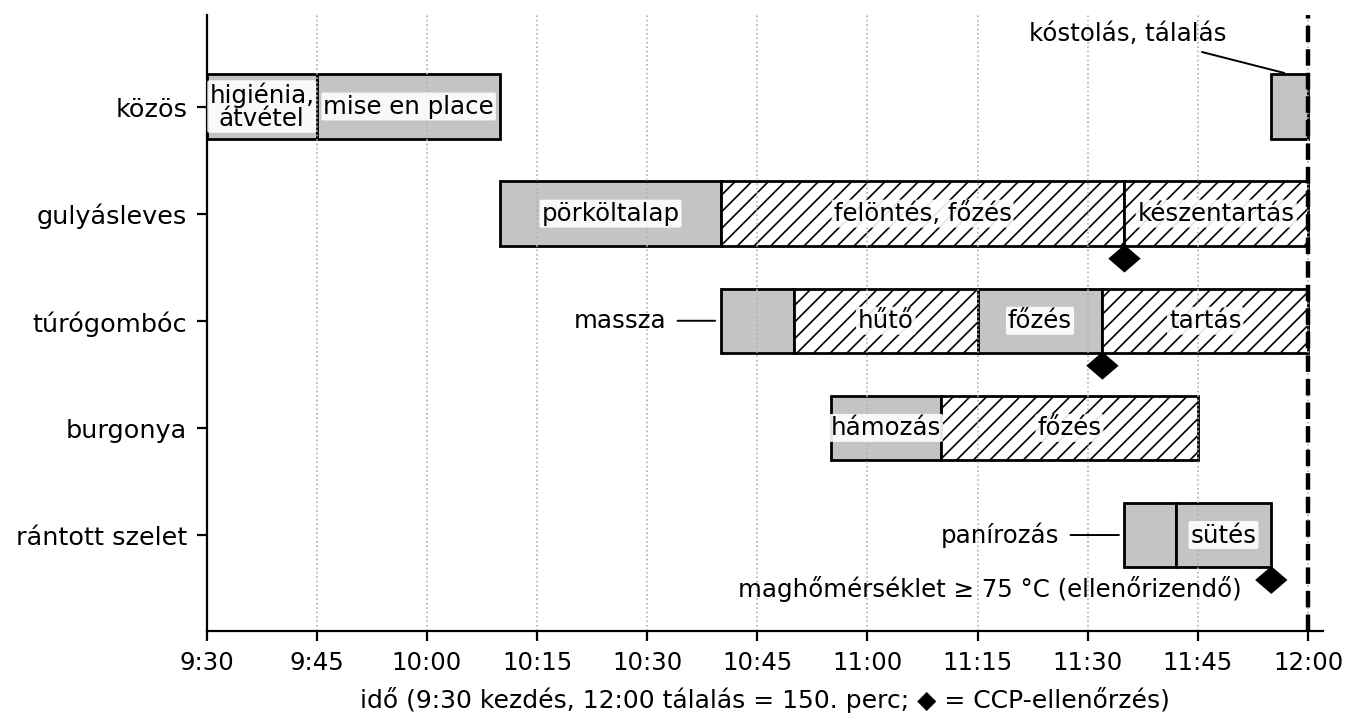 kóstolás, tálalás
közös
higiénia,
átvétel
mise en place
gulyásleves
pörköltalap
felöntés, főzés
készentartás
túrógombóc
massza
hűtő
főzés
tartás
burgonya
hámozás
főzés
rántott szelet
panírozás
sütés
maghőmérséklet ≥ 75 °C (ellenőrizendő)
9:30 9:45 10:00 10:15 10:30 10:45 11:00 11:15 11:30 11:45 12:00
idő (9:30 kezdés, 12:00 tálalás = 150. perc; ◆ = CCP-ellenőrzés)